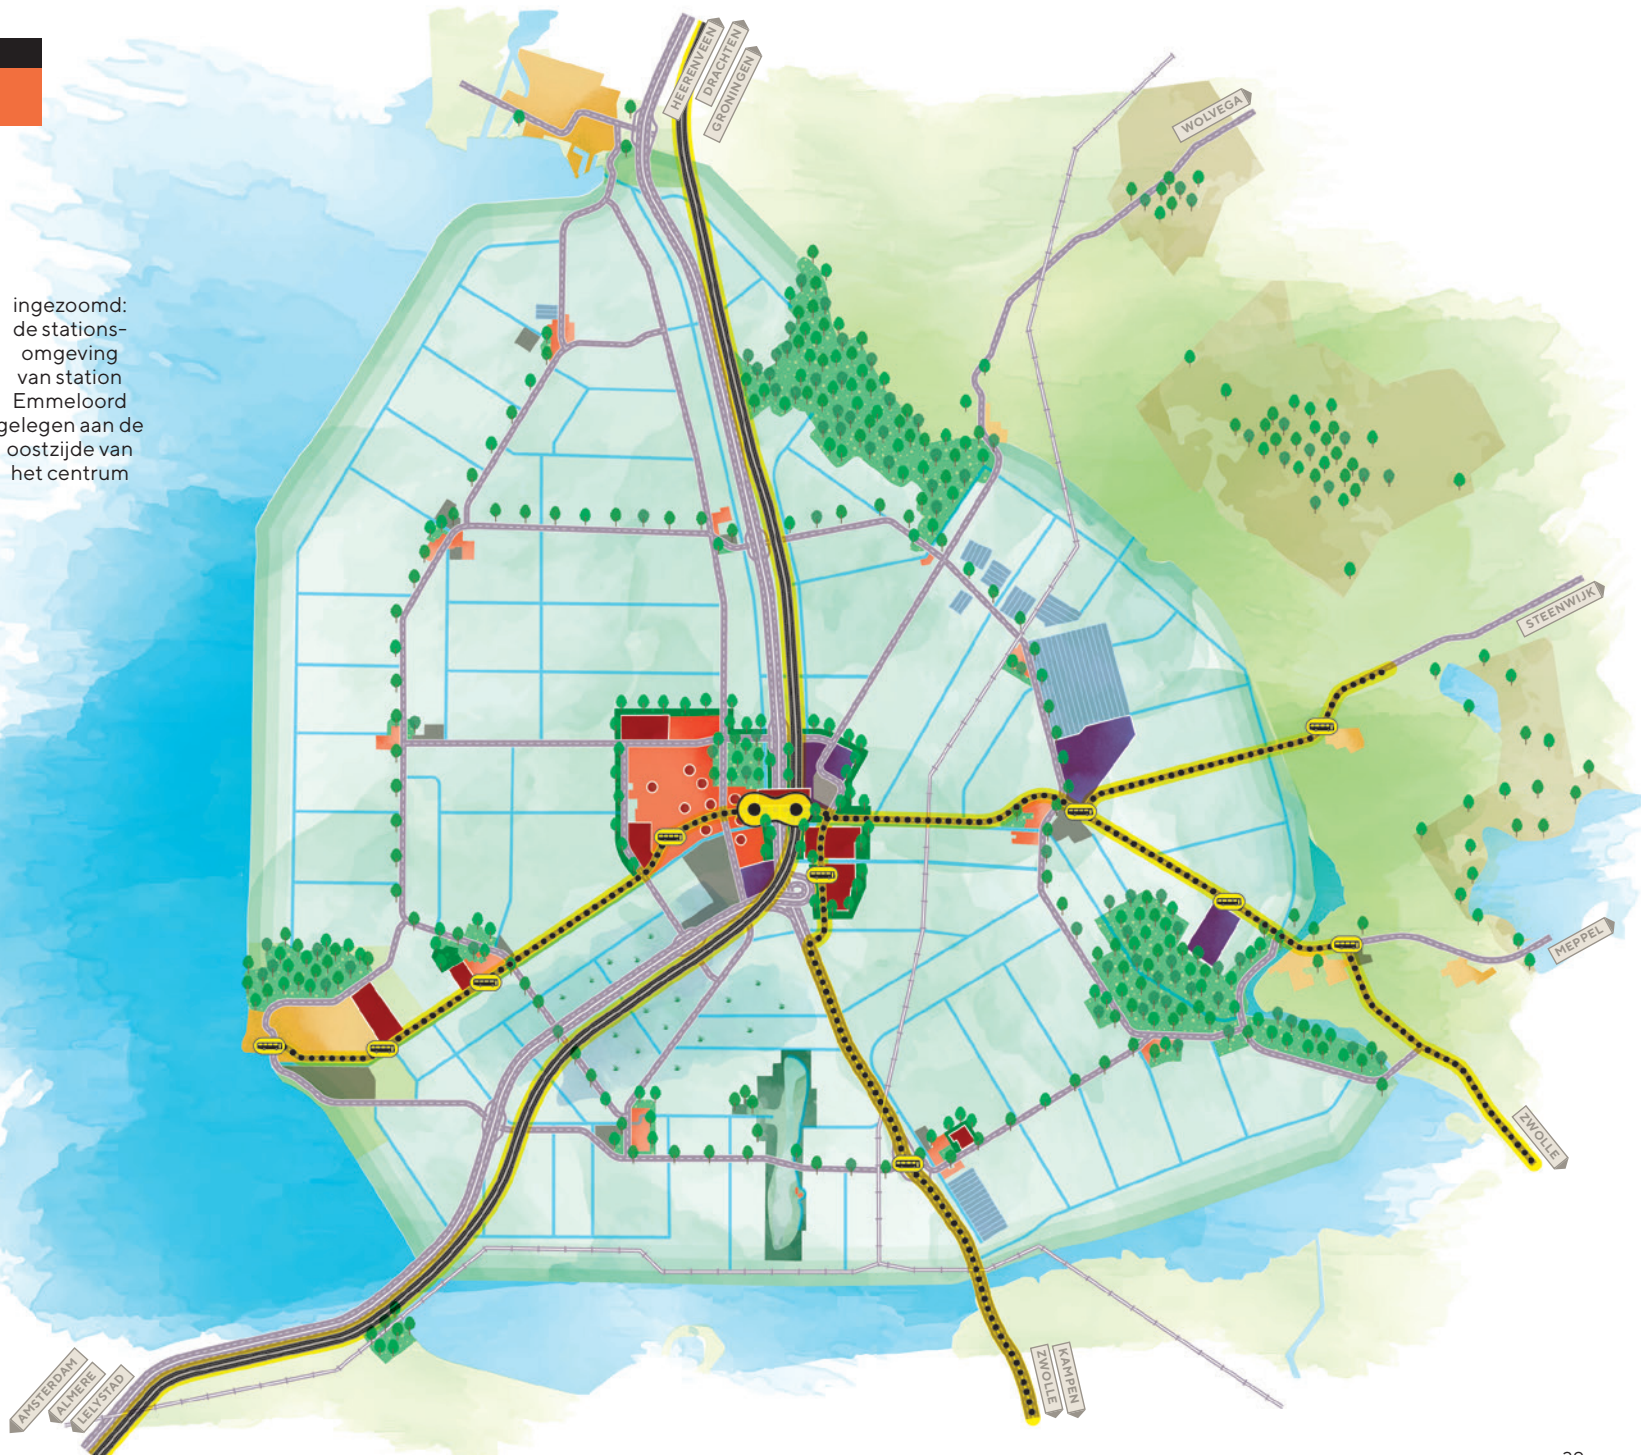 HEERENVEEN
DRACHTEN
GRONINGEN
WOLVEGA
ingezoomd:
de stations-
omgeving
van station
Emmeloord
gelegen aan de
oostzijde van
het centrum
STEENWIJK
MEPPEL
ZWOLLE
AMSTERDAM
ALMERE
LELYSTAD
ZWOLLE
KAMPEN